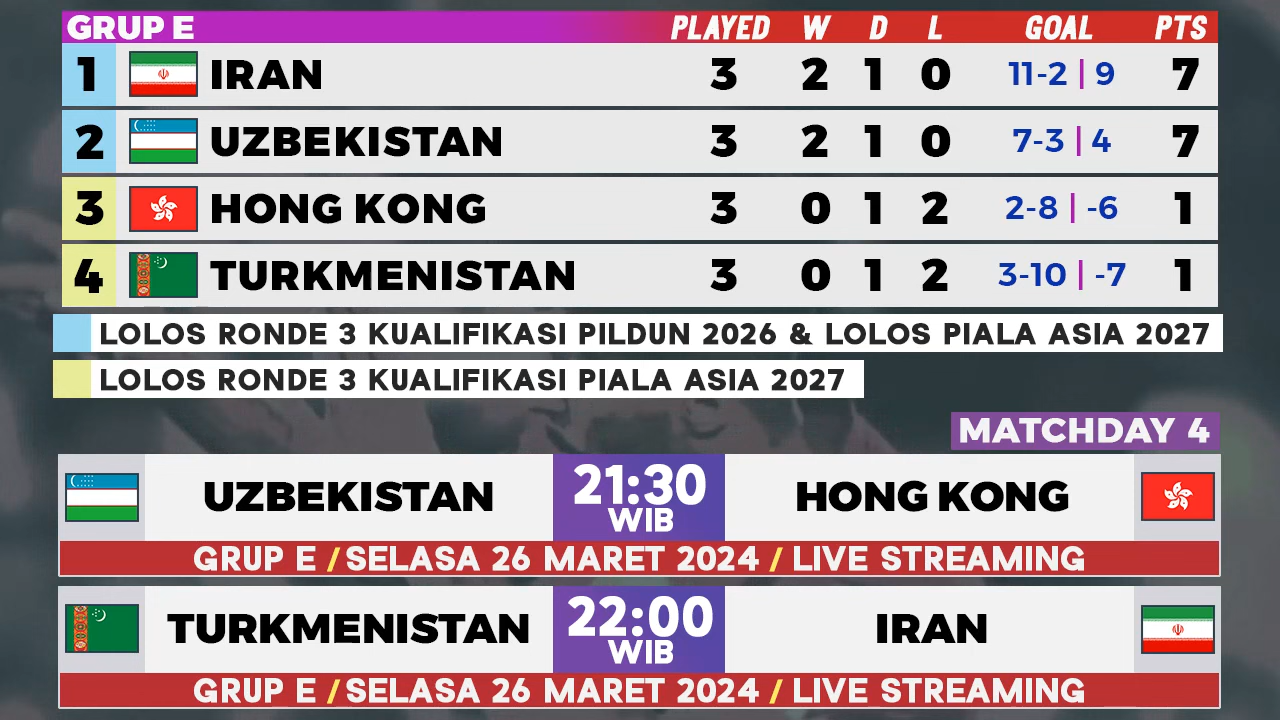 GRUP E PLAYED W D L GOAL PTS
1 IRAN 3 2 1 0 11-2 | 9 7
2 UZBEKISTAN 3 2 1 0 7-3 | 4 7
3 HONG KONG 3 0 1 2 2-8 | -6 1
4 TURKMENISTAN 3 0 1 2 3-10 | -7 1
LOLOS RONDE 3 KUALIFIKASI PILDUN 2026 & LOLOS PIALA ASIA 2027
LOLOS RONDE 3 KUALIFIKASI PIALA ASIA 2027
MATCHDAY 4
UZBEKISTAN 21:30 WIB HONG KONG
GRUP E / SELASA 26 MARET 2024 / LIVE STREAMING
TURKMENISTAN 22:00 WIB IRAN
GRUP E / SELASA 26 MARET 2024 / LIVE STREAMING